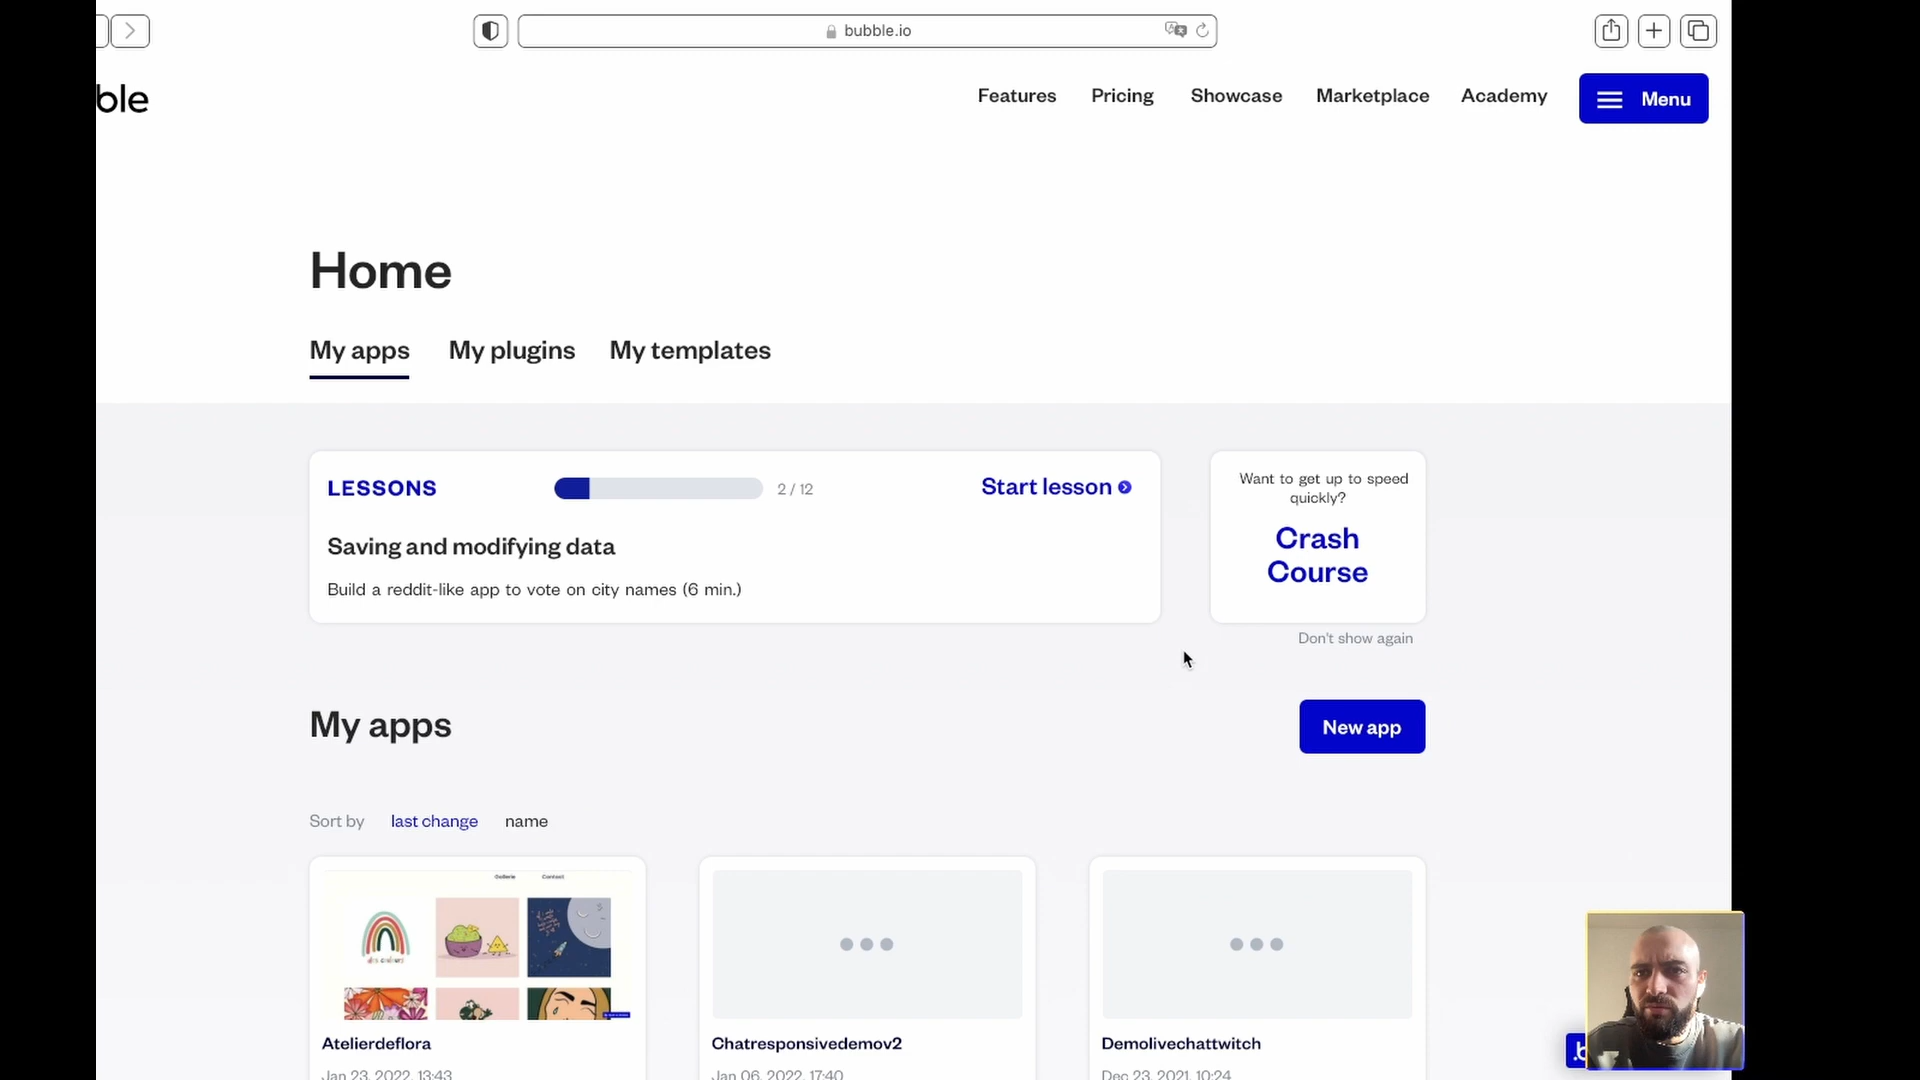 bubble.io
ble
Features Pricing Showcase Marketplace Academy Menu
Home
My apps My plugins My templates
LESSONS 2 / 12 Start lesson
Saving and modifying data
Build a reddit-like app to vote on city names (6 min.)
Want to get up to speed
quickly?
Crash
Course
Don't show again
My apps
New app
Sort by last change name
Gallerie Contact
Atelierdeflora
Jan 23, 2022, 13:43
Chatresponsivedemov2
Jan 06, 2022, 17:40
Demolivechattwitch
Dec 23, 2021, 10:24